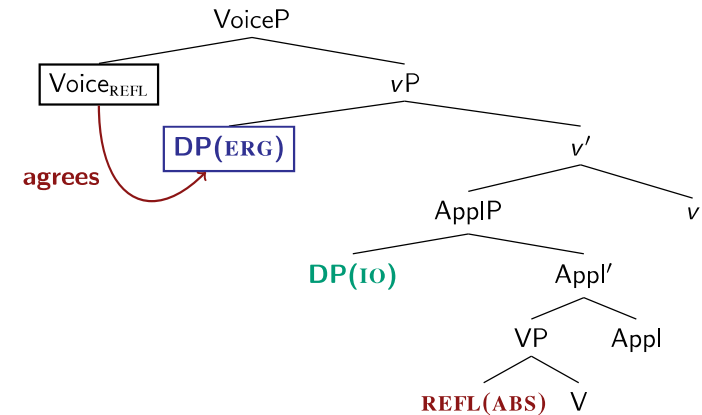 VoiceP
Voice_REFL vP
DP(ERG) v′
agrees
ApplP v
DP(IO) Appl′
VP Appl
REFL(ABS) V